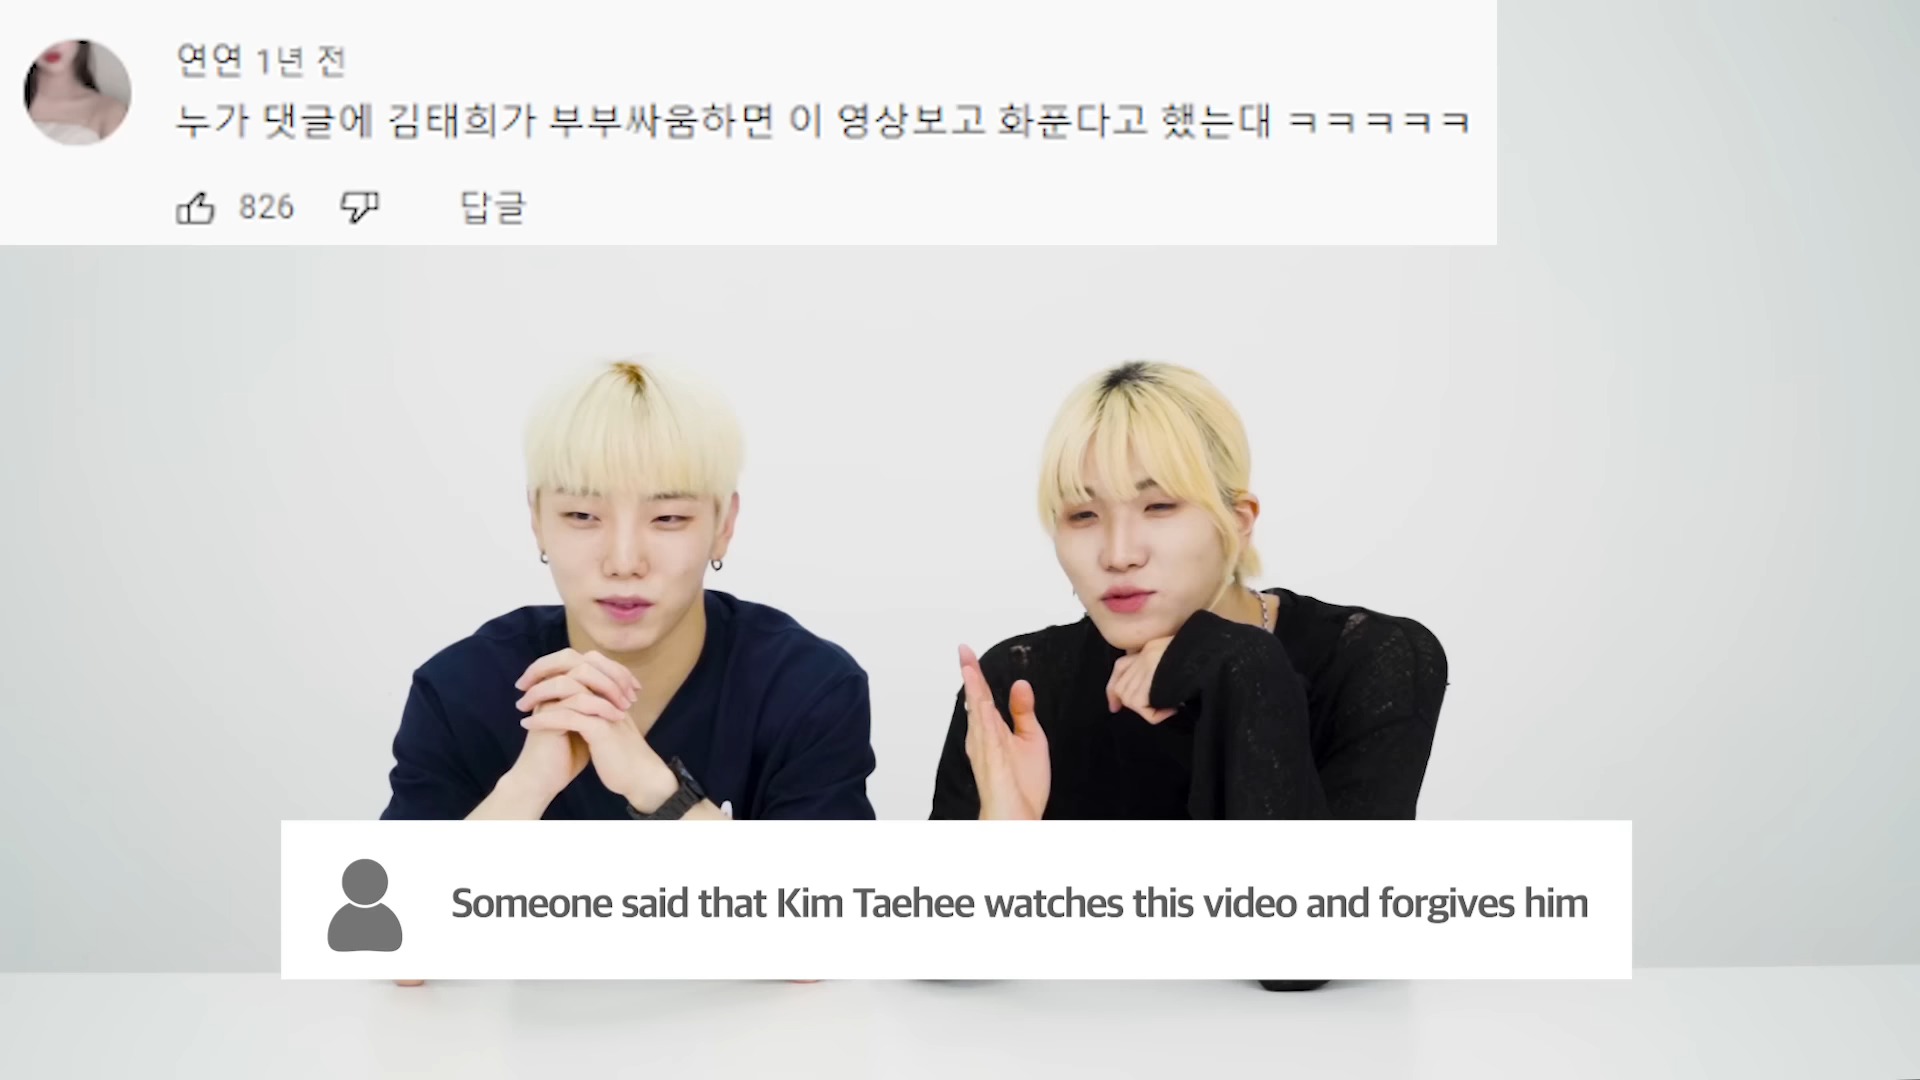 연연 1년 전
누가 댓글에 김태희가 부부싸움하면 이 영상보고 화푼다고 했는대 ㅋㅋㅋㅋㅋ
826 답글
Someone said that Kim Taehee watches this video and forgives him